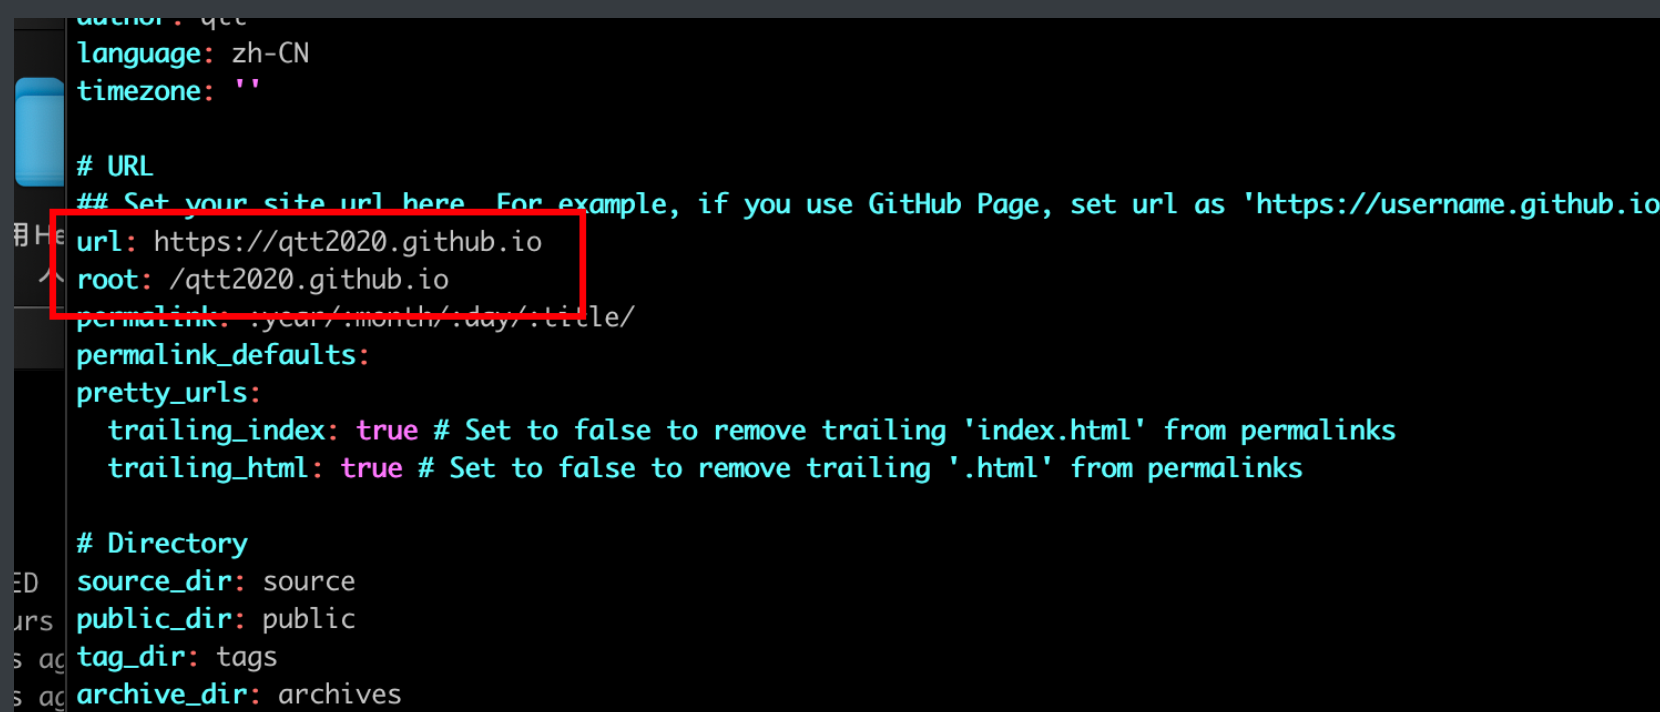 author: qtt
language: zh-CN
timezone: ''
# URL
## Set your site url here. For example, if you use GitHub Page, set url as 'https://username.github.io
用He
人
url: https://qtt2020.github.io
root: /qtt2020.github.io
permalink: :year/:month/:day/:title/
permalink_defaults:
pretty_urls:
trailing_index: true # Set to false to remove trailing 'index.html' from permalinks
trailing_html: true # Set to false to remove trailing '.html' from permalinks
# Directory
ED
source_dir: source
urs
public_dir: public
s ag
tag_dir: tags
s ag
archive_dir: archives